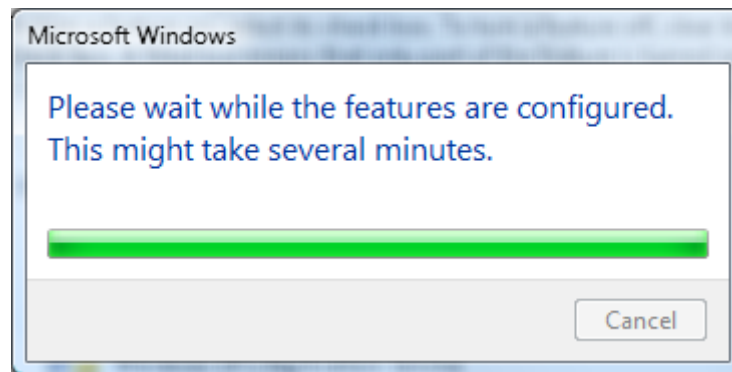 Microsoft Windows
Please wait while the features are configured.
This might take several minutes.
Cancel